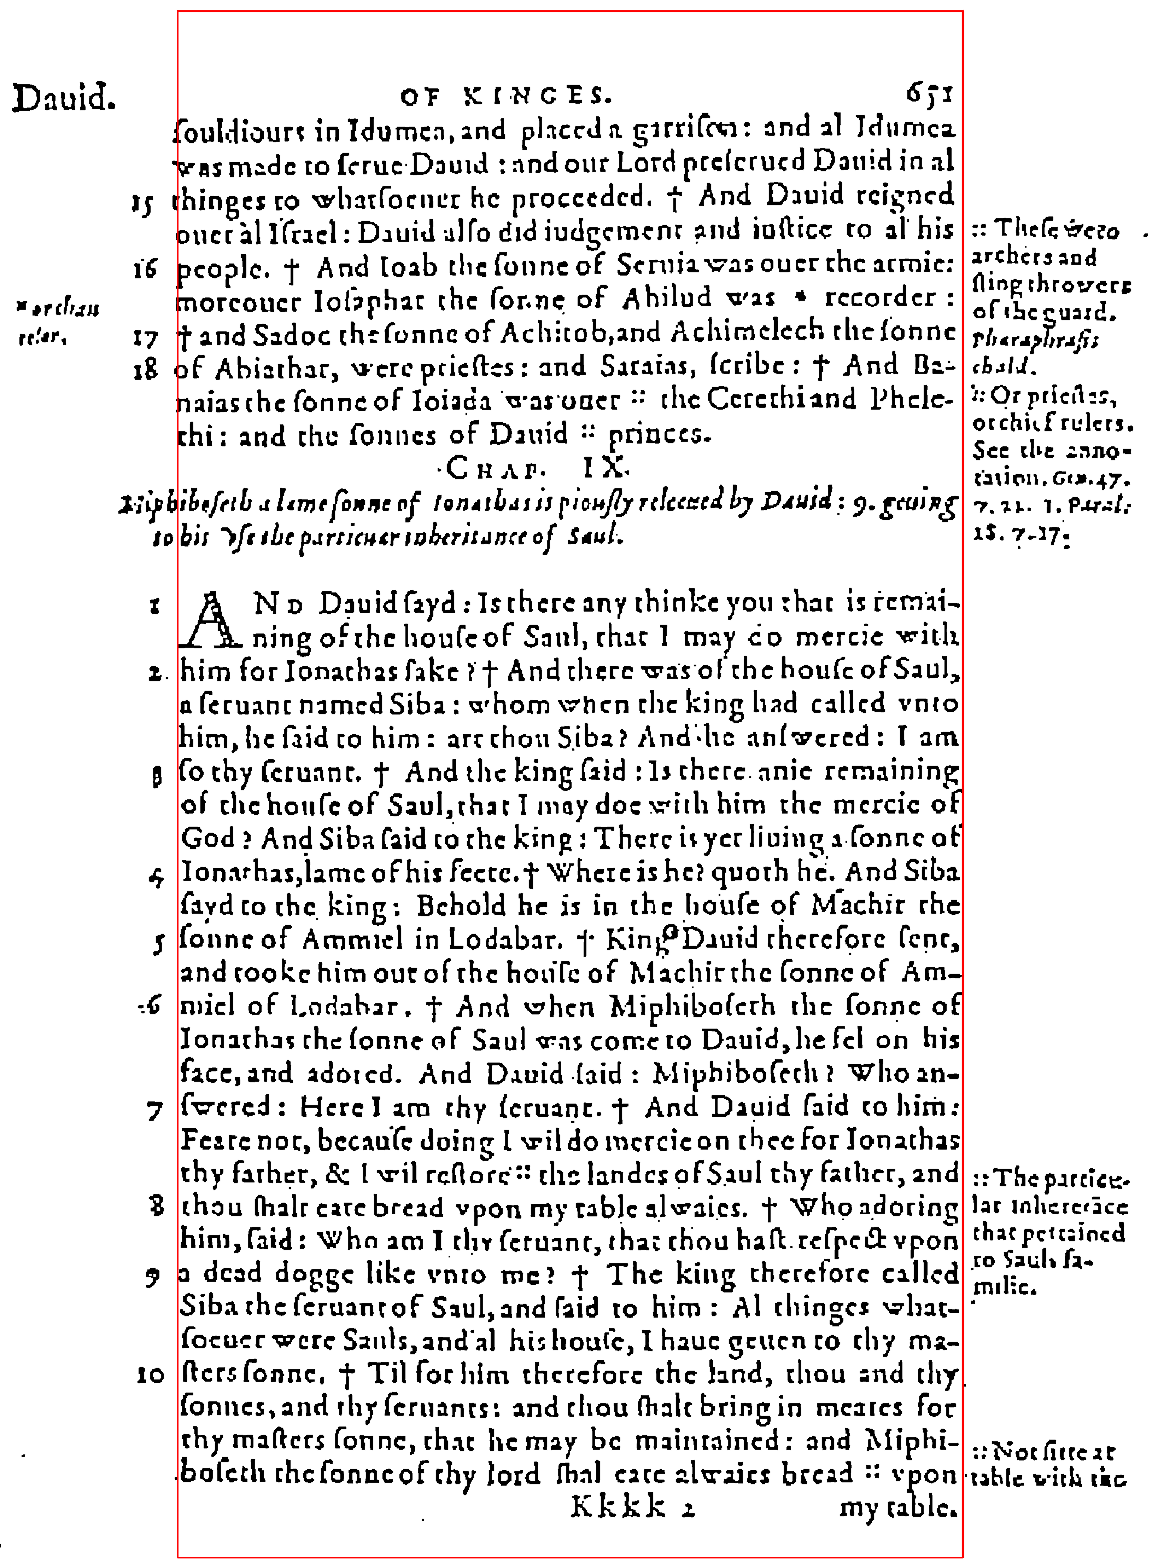 Dauid. OF KINGES. 651
ſouldiours in Idumea, and placed a garriſon: and al Idumea
was made to ſerue Dauid : and our Lord preſerued Dauid in al
15 thinges to whatſoeuer he proceeded. † And Dauid reigned
ouer al Iſrael: Dauid alſo did iudgement and iuſtice to al his
16 people. † And Ioab the ſonne of Seruia was ouer the armie:
moreouer Ioſaphat the ſonne of Ahilud was * recorder :
17 † and Sadoc the ſonne of Achitob, and Achimelech the ſonne
18 of Abiathar, were prieſtes: and Saraias, ſcribe : † And Ba-
naias the ſonne of Ioiada was ouer :: the Cerethi and Phele-
thi: and the ſonnes of Dauid :: princes.
:: Theſe were
archers and
ſling throwers
of the guard.
Pharaphraſis
chald.
:: Or prieſtes,
or chief rulers.
See the anno-
tation. Gen. 47.
7. 21. 1. Paral.
18. 7. 17.
CHAP. IX.
Miphiboſeth a lame ſonne of Ionathas is piouſly releeued by Dauid: 9. geuing
to his vſe the particuar inheritance of Saul.
1 AND Dauid ſayd: Is there any thinke you that is remai-
ning of the houſe of Saul, that I may do mercie with
2 him for Ionathas ſake ? † And there was of the houſe of Saul,
a ſeruant named Siba : whom when the king had called vnto
him, he ſaid to him: art thou Siba? And he anſwered: I am
3 ſo thy ſeruant. † And the king ſaid : Is there anie remaining
of the houſe of Saul, that I may doe with him the mercie of
God ? And Siba ſaid to the king: There is yet liuing a ſonne of
4 Ionathas, lame of his feete. † Where is he? quoth he. And Siba
ſayd to the king: Behold he is in the houſe of Machir the
5 ſonne of Ammiel in Lodabar. † King Dauid therefore ſent,
and tooke him out of the houſe of Machir the ſonne of Am-
6 miel of Lodabar. † And when Miphiboſeth the ſonne of
Ionathas the ſonne of Saul was come to Dauid, he fel on his
face, and adored. And Dauid ſaid : Miphiboſeth? Who an-
7 ſwered: Here I am thy ſeruant. † And Dauid ſaid to him:
Feare not, becauſe doing I wil do mercie on thee for Ionathas
thy father, & I wil reſtore :: the landes of Saul thy father, and
8 thou ſhalt eate bread vpon my table alwaies. † Who adoring
him, ſaid: Who am I thy ſeruant, that thou haſt reſpect vpon
9 a dead dogge like vnto me? † The king therefore called
Siba the ſeruant of Saul, and ſaid to him : Al thinges what-
ſoeuer were Sauls, and al his houſe, I haue geuen to thy ma-
10 ſters ſonne. † Til for him therefore the land, thou and thy
ſonnes, and thy ſeruants: and thou ſhalt bring in meates for
thy maſters ſonne, that he may be maintained: and Miphi-
boſeth the ſonne of thy lord ſhal eate alwaies bread :: vpon
:: The particu-
lar inheretāce
that pertained
to Sauls fa-
milie.
:: Not ſitte at
table with the
Kkkk 2 my table.